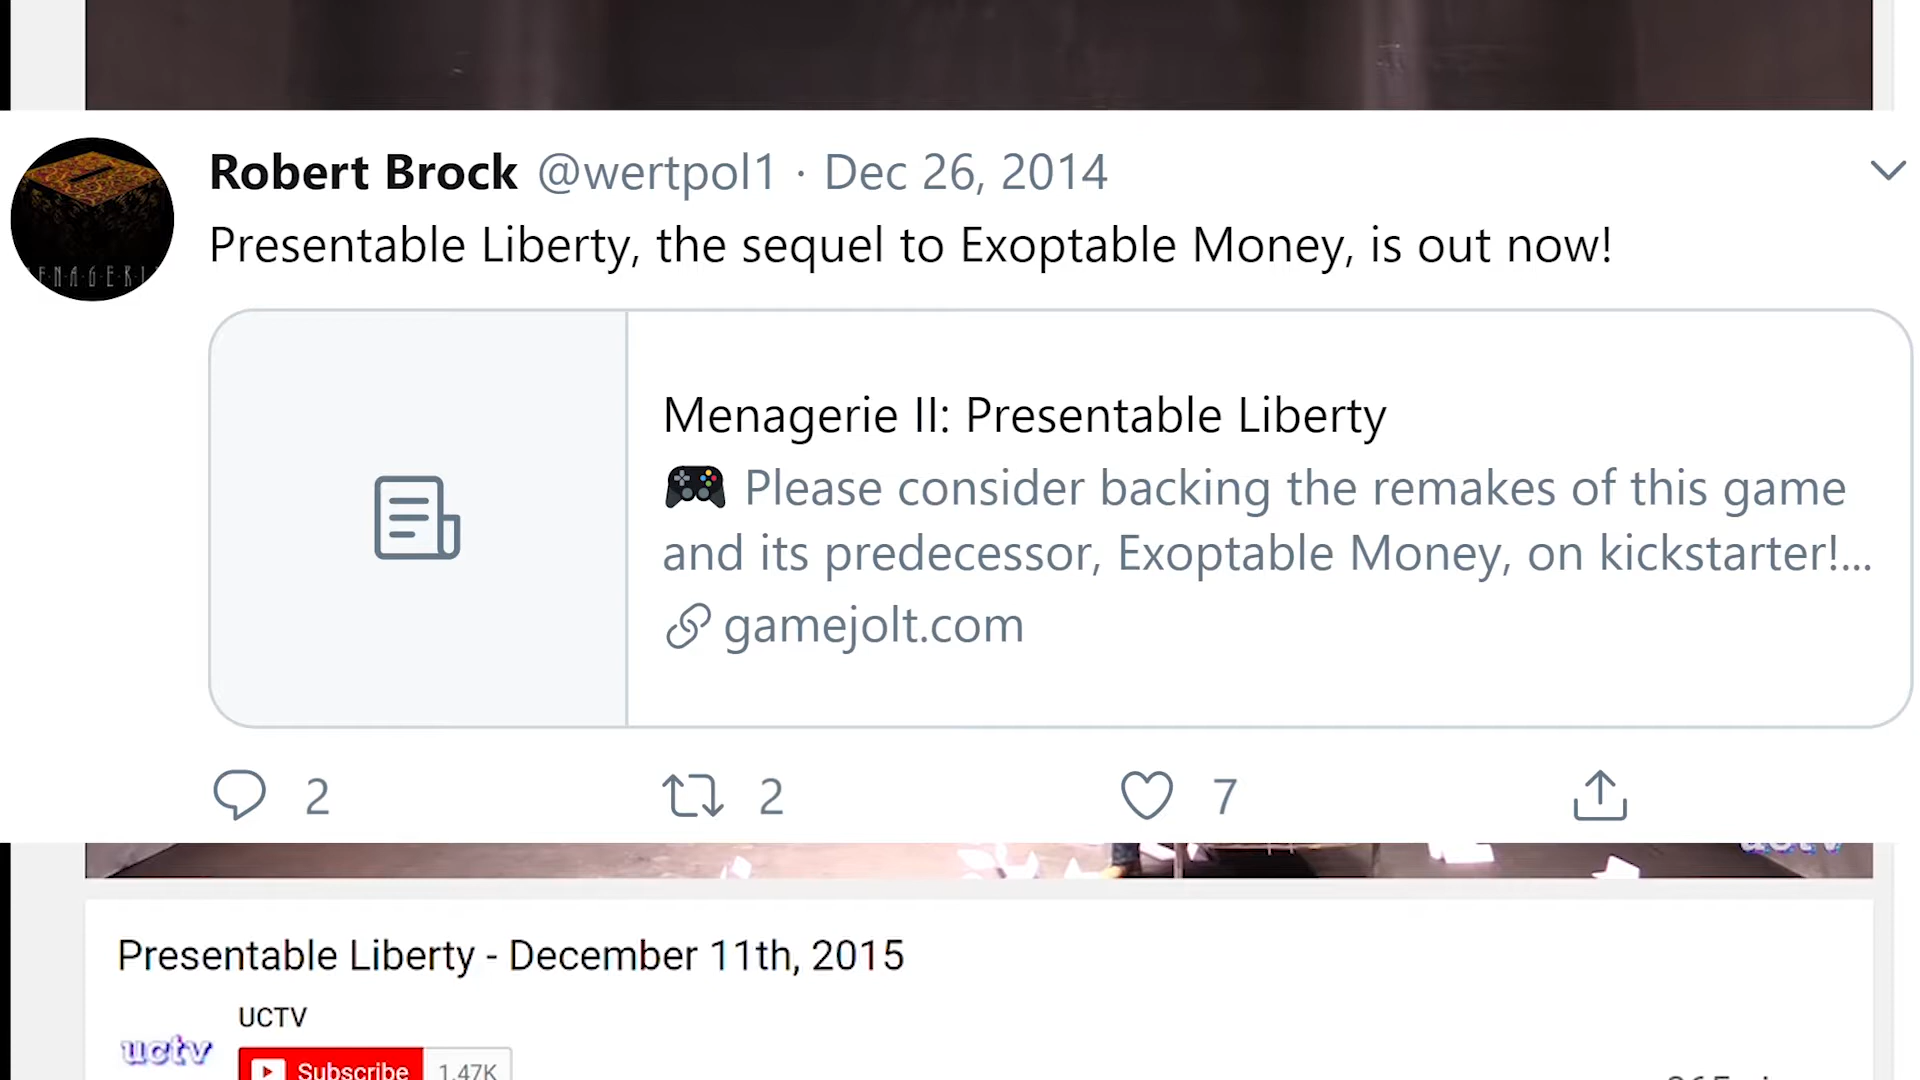 Robert Brock @wertpol1 · Dec 26, 2014
Presentable Liberty, the sequel to Exoptable Money, is out now!
Menagerie II: Presentable Liberty
🎮 Please consider backing the remakes of this game
and its predecessor, Exoptable Money, on kickstarter!...
gamejolt.com
2 2 7
Presentable Liberty - December 11th, 2015
UCTV
uctv
Subscribe 1.47K